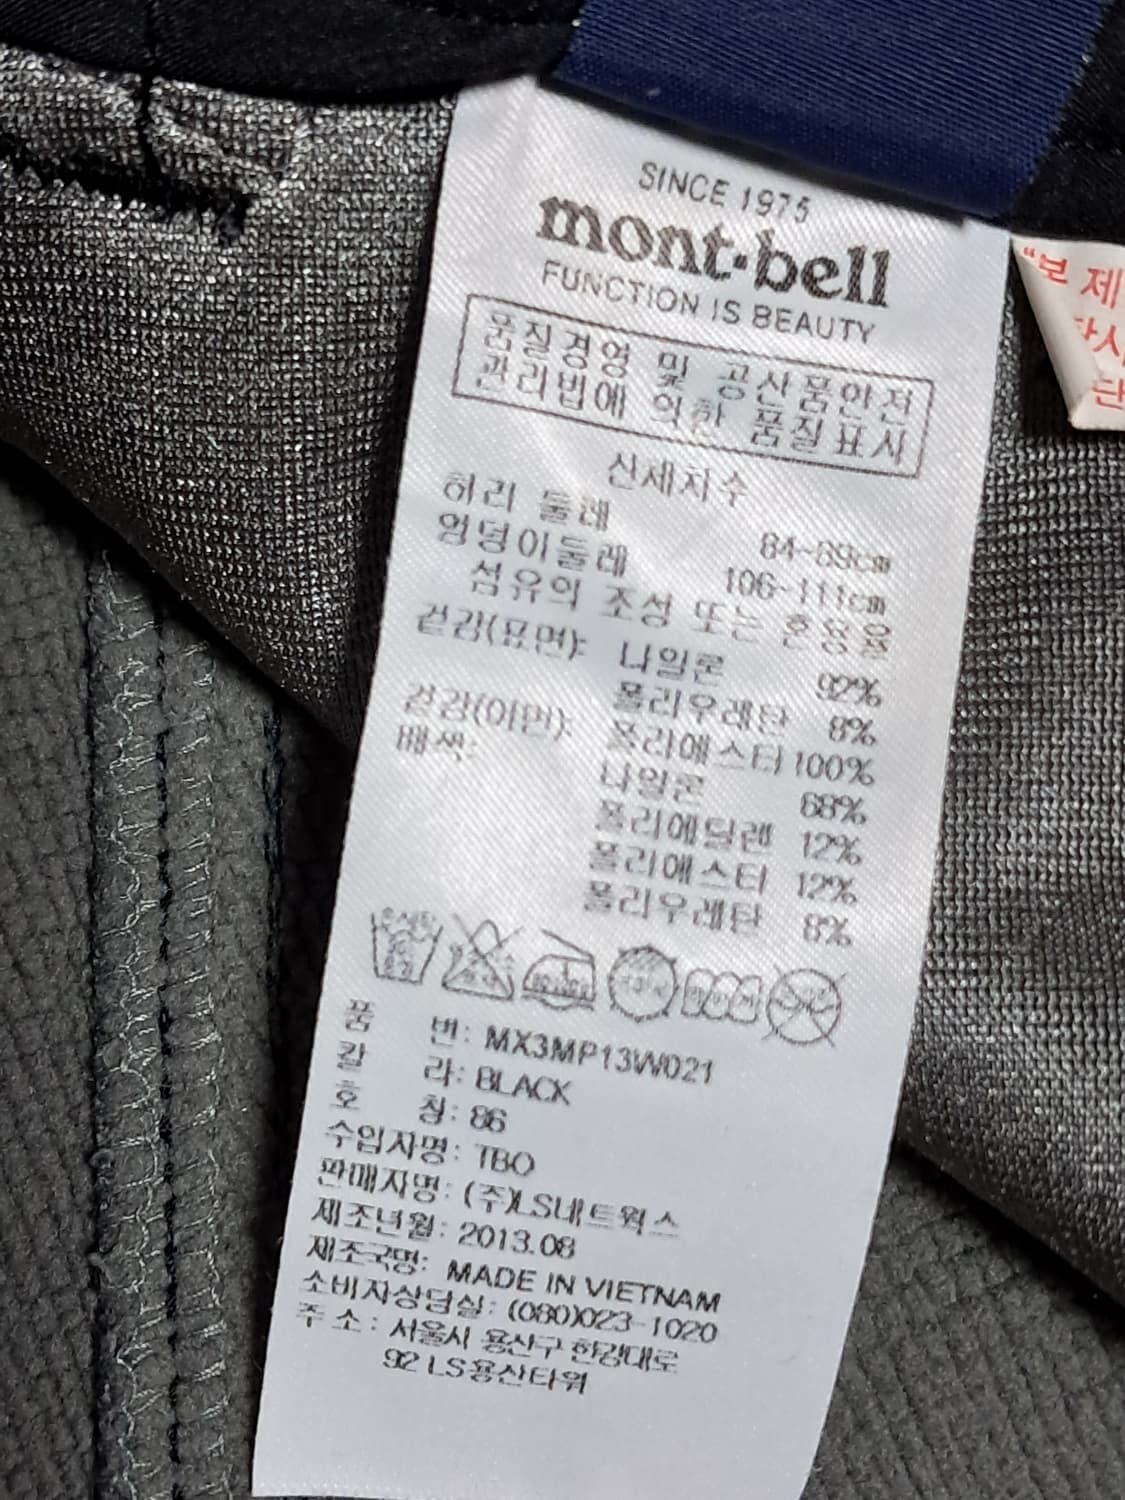 SINCE 1975
mont-bell
FUNCTION IS BEAUTY
품질경영 및 공산품안전
관리법에 의한 품질표시
신체치수
허리 둘레 84~89cm
엉덩이둘레 106~111cm
섬유의 조성 또는 혼용율
겉감(표면): 나일론 92%
폴리우레탄 8%
겉감(이면): 폴리에스터 100%
배색: 나일론 68%
폴리에틸렌 12%
폴리에스터 12%
폴리우레탄 8%
품 번: MX3MP13W021
칼 라: BLACK
호 칭: 86
수입자명: TBO
판매자명: (주)LS네트웍스
제조년월: 2013.08
제조국명: MADE IN VIETNAM
소비자상담실: (080)023-1020
주 소: 서울시 용산구 한강대로
92 LS용산타워
"보 제
단